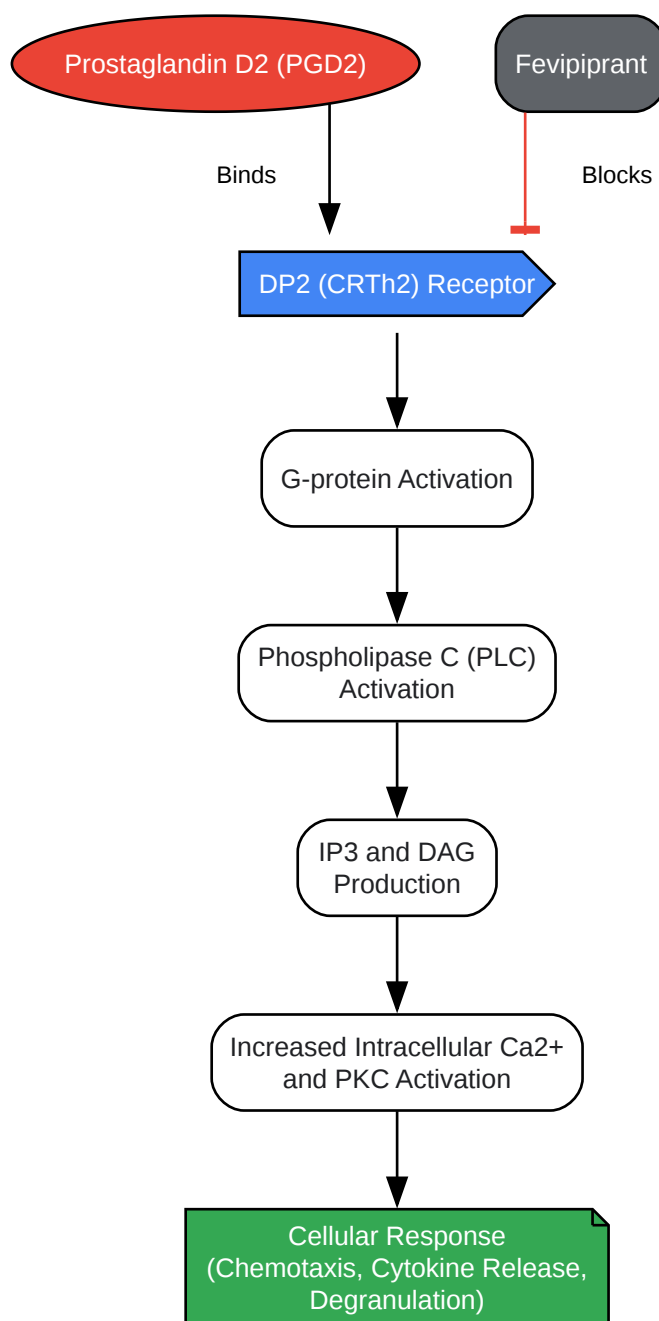 Prostaglandin D2 (PGD2)
Fevipiprant
Binds
Blocks
DP2 (CRTh2) Receptor
G-protein Activation
Phospholipase C (PLC)
Activation
IP3 and DAG
Production
Increased Intracellular Ca2+
and PKC Activation
Cellular Response
(Chemotaxis, Cytokine Release,
Degranulation)